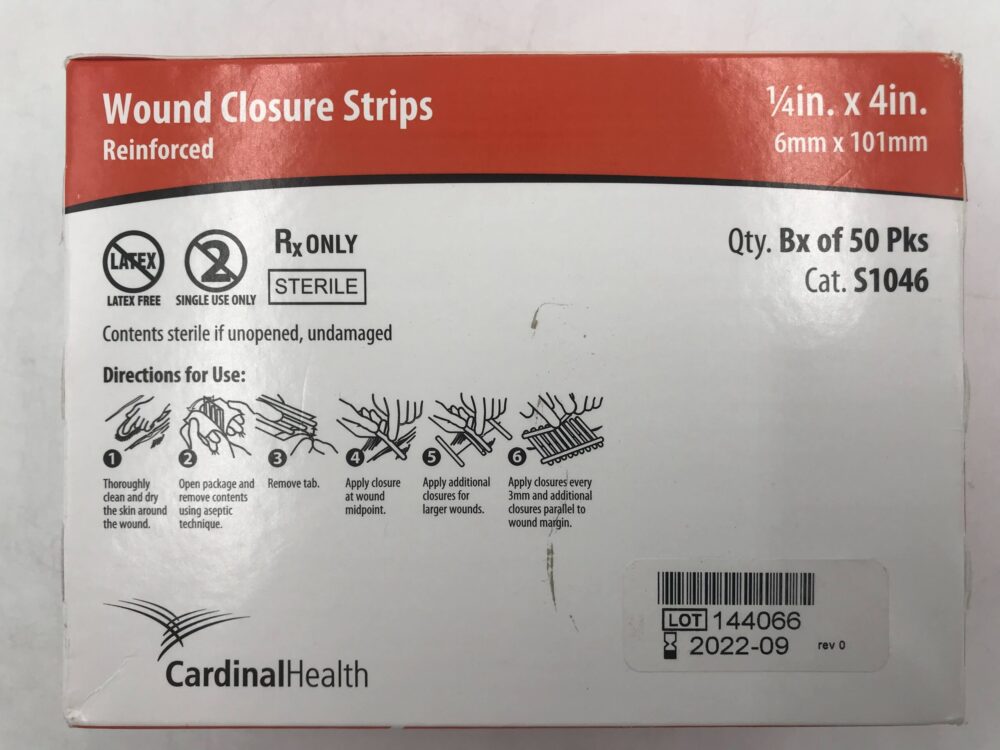 Wound Closure Strips
Reinforced
¼in. x 4in.
6mm x 101mm
LATEX
LATEX FREE
2
SINGLE USE ONLY
Rx ONLY
STERILE
Qty. Bx of 50 Pks
Cat. S1046
Contents sterile if unopened, undamaged
Directions for Use:
1
Thoroughly
clean and dry
the skin around
the wound.
2
Open package and
remove contents
using aseptic
technique.
3
Remove tab.
4
Apply closure
at wound
midpoint.
5
Apply additional
closures for
larger wounds.
6
Apply closures every
3mm and additional
closures parallel to
wound margin.
CardinalHealth
LOT 144066
2022-09 rev 0